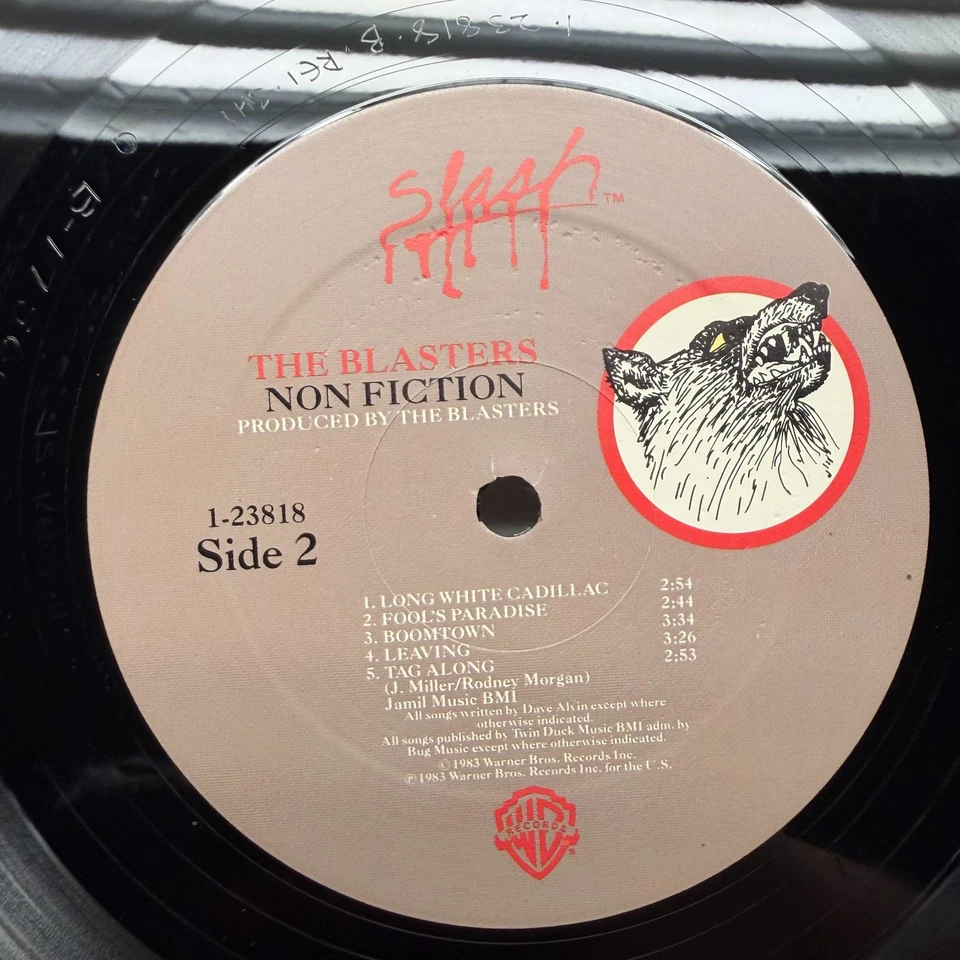 1-23818-B RE1
Slash TM
THE BLASTERS
NON FICTION
PRODUCED BY THE BLASTERS
1-23818
Side 2
1. LONG WHITE CADILLAC 2:54
2. FOOL'S PARADISE 2:44
3. BOOMTOWN 3:34
4. LEAVING 3:26
5. TAG ALONG 2:53
(J. Miller/Rodney Morgan)
Jamil Music BMI
All songs written by Dave Alvin except where
otherwise indicated.
All songs published by Twin Duck Music BMI adm. by
Bug Music except where otherwise indicated.
© 1983 Warner Bros. Records Inc.
℗ 1983 Warner Bros. Records Inc. for the U.S.
WB RECORDS ®